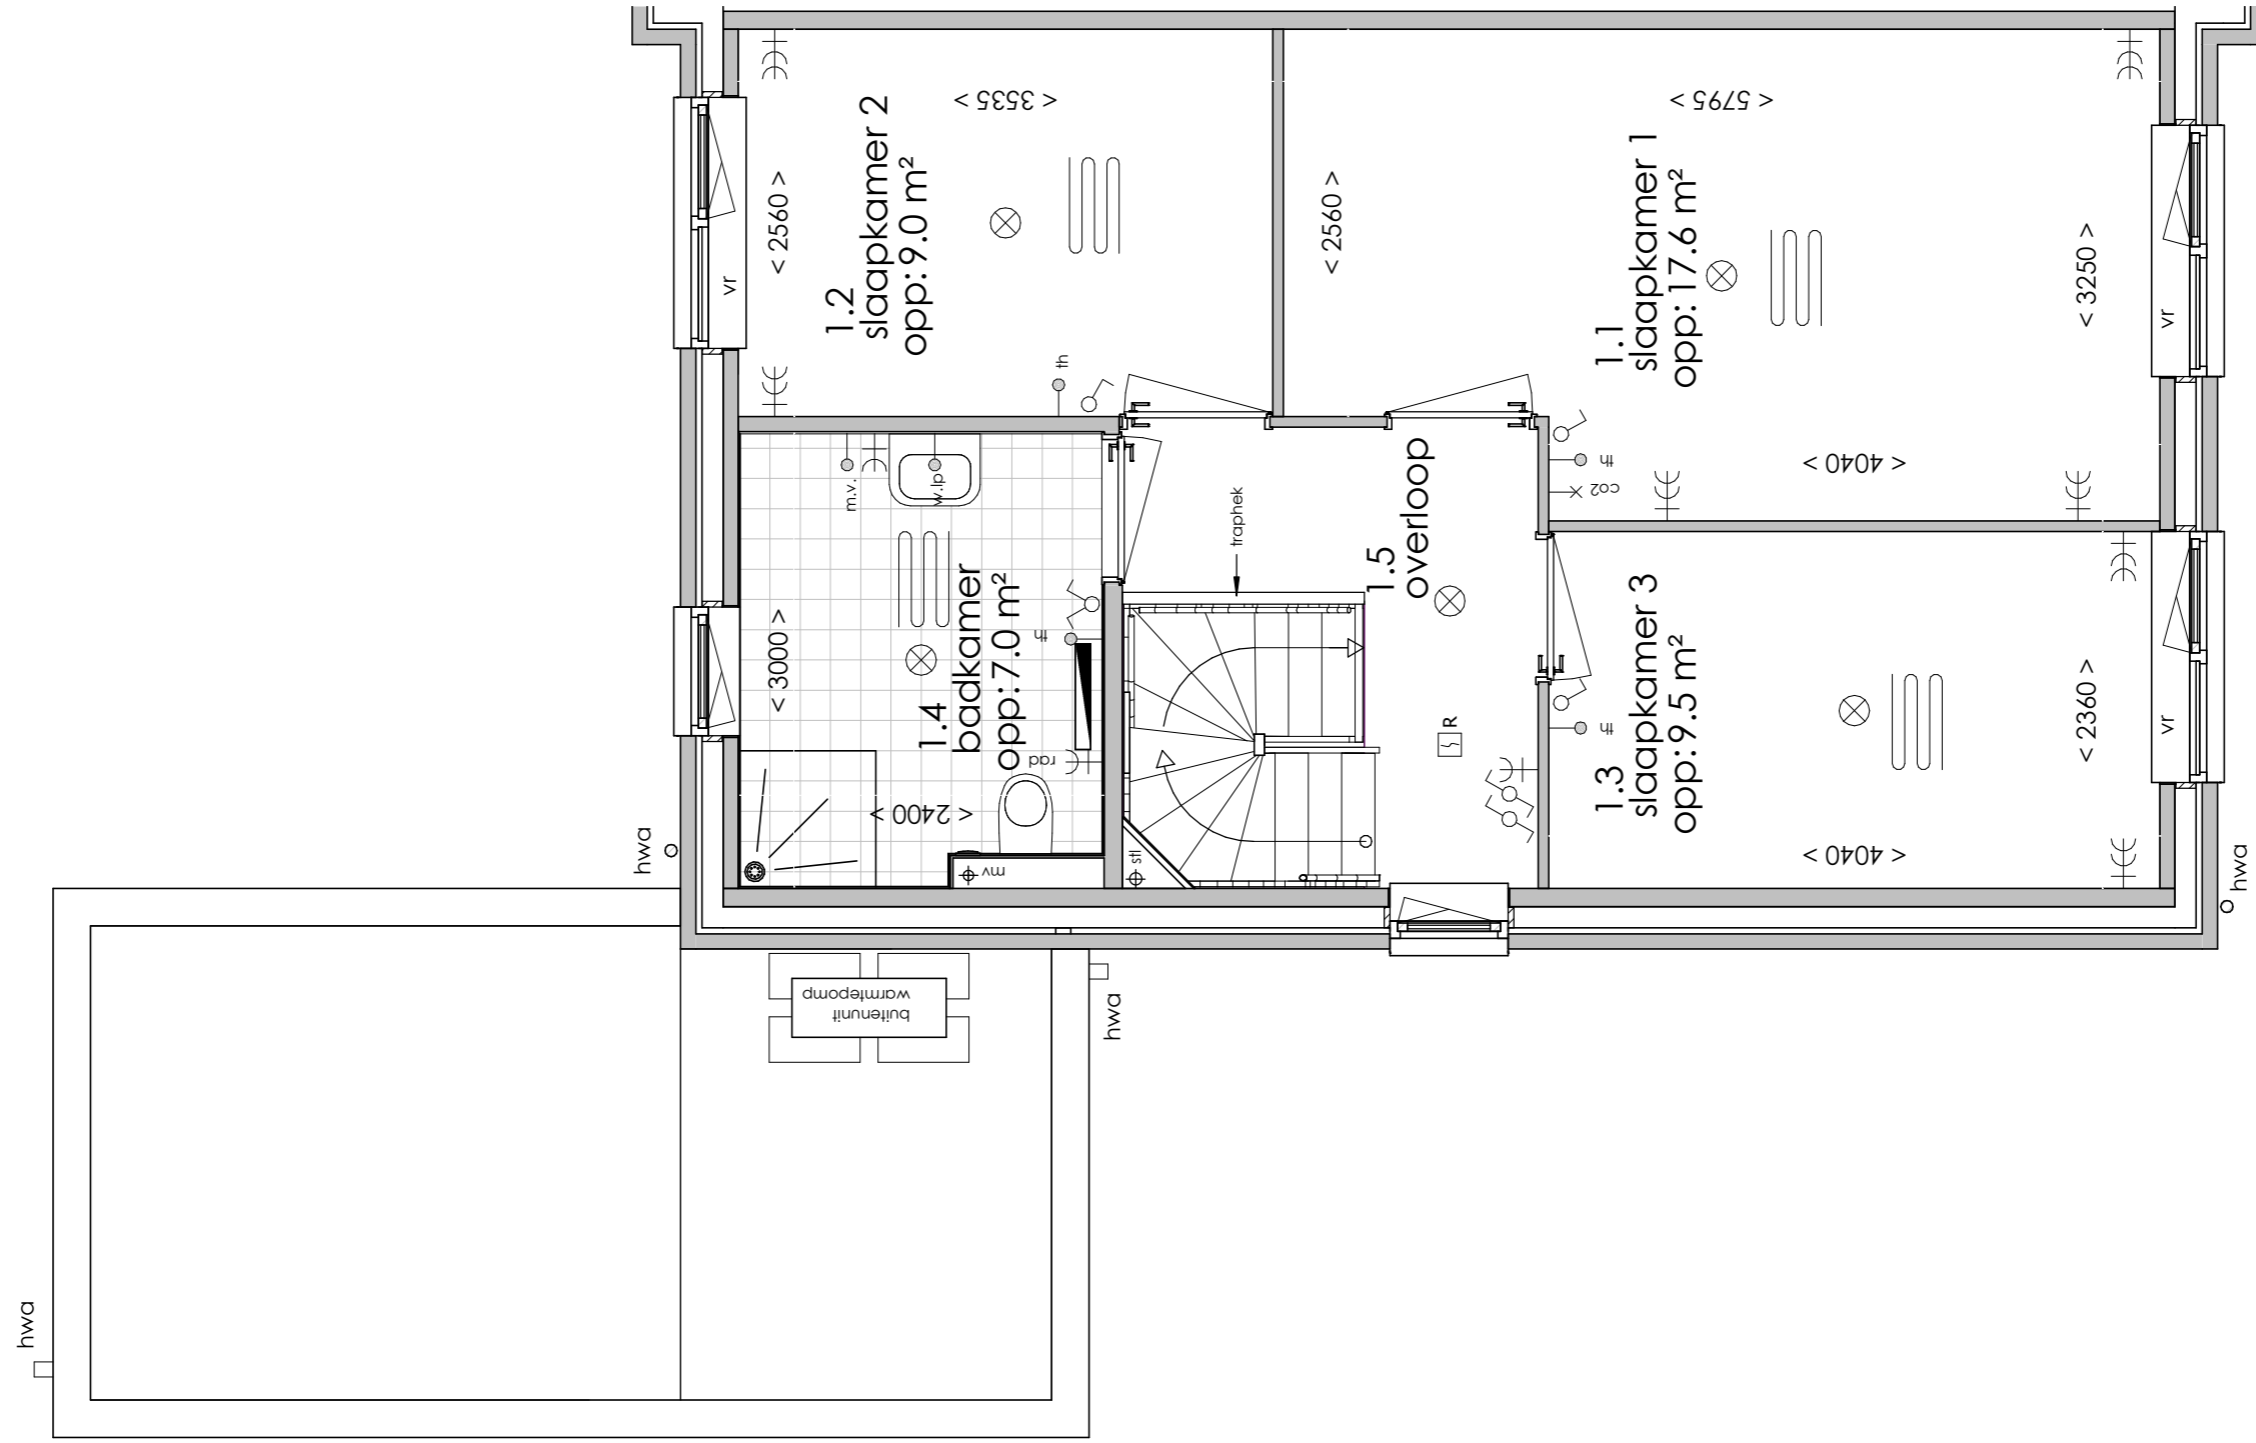 < 3535 >
< 5795 >
1.2
slaapkamer 2
opp:9.0 m²
< 2560 >
vr
th
< 2560 >
1.1
slaapkamer 1
opp:17.6 m²
< 3250 >
vr
< 4040 >
th
co2
m.v.
w.lp
1.4
badkamer
opp:7.0 m²
< 3000 >
th
rad
< 2400 >
mv
stl
traphek
1.5
overloop
R
1.3
slaapkamer 3
opp:9.5 m²
th
< 2360 >
vr
< 4040 >
hwa
hwa
buitenunit
warmtepomp
hwa
hwa